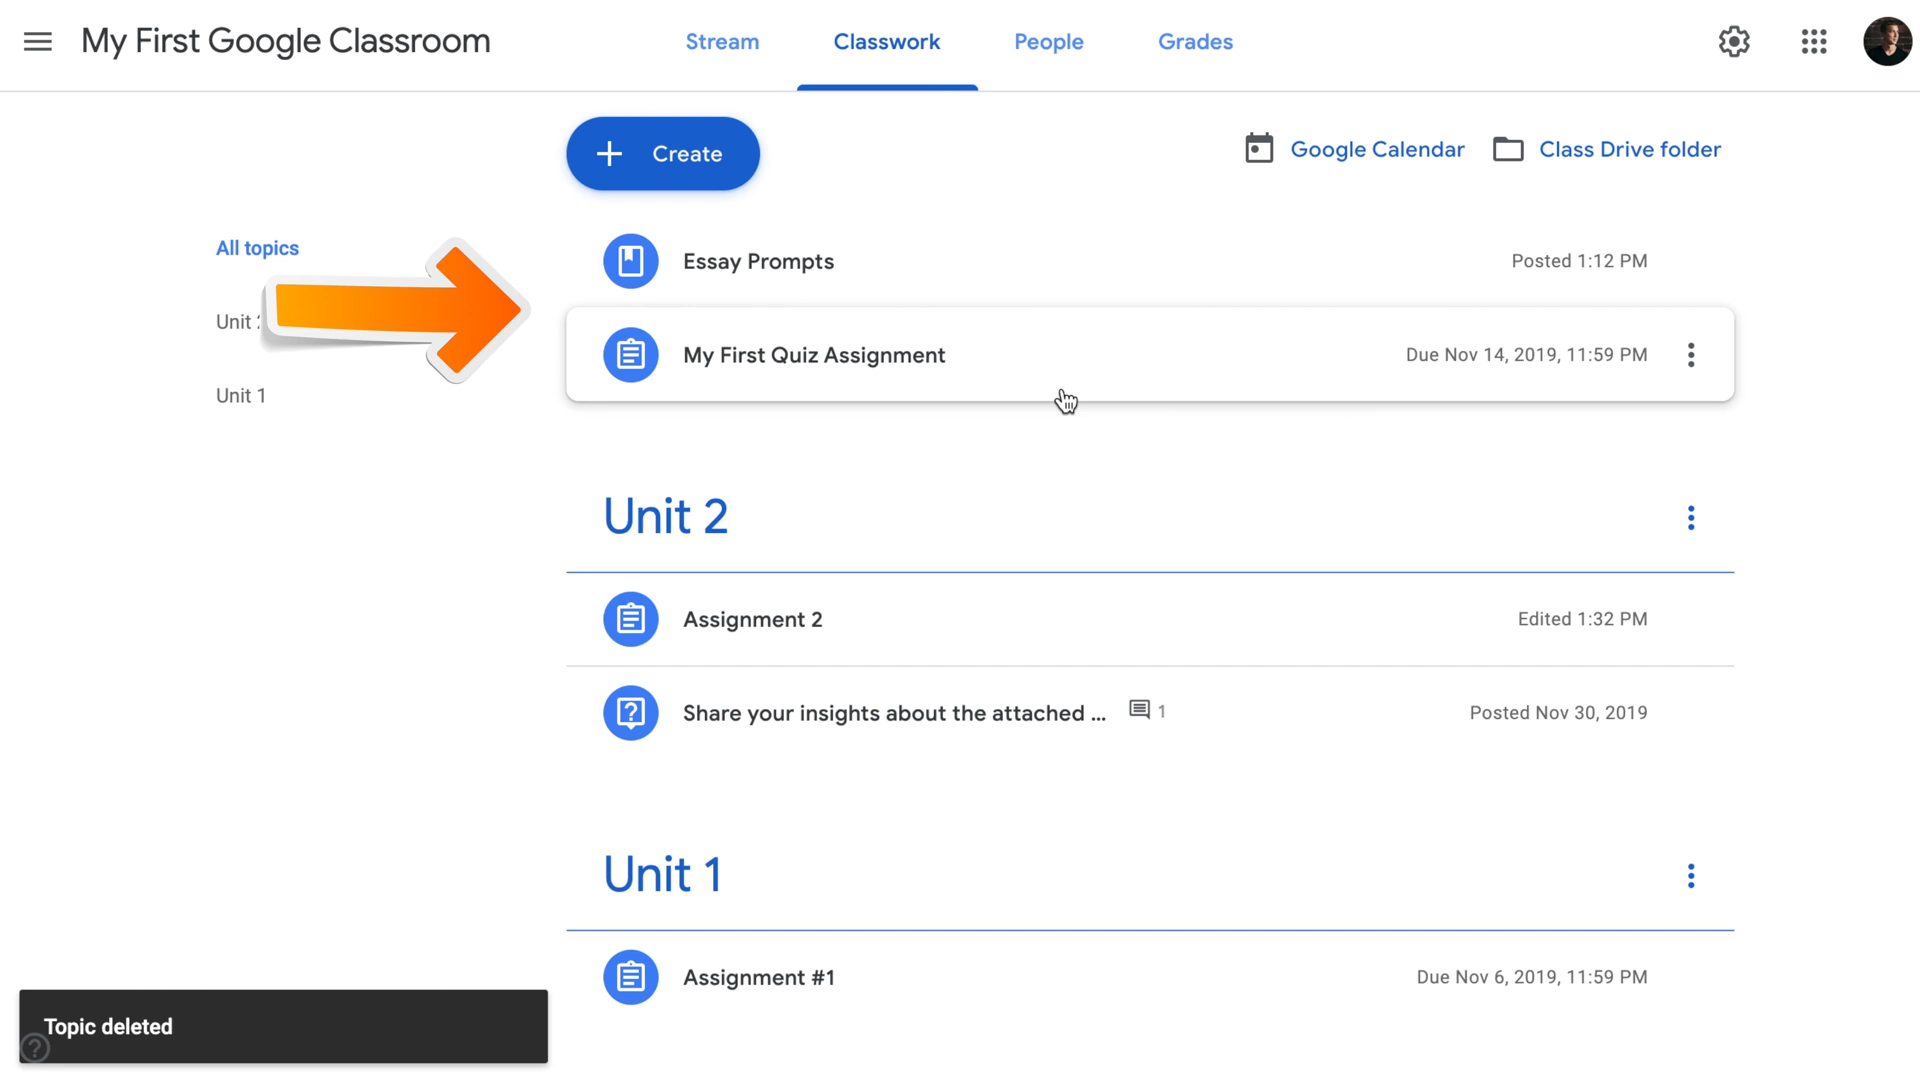 My First Google Classroom
Stream
Classwork
People
Grades
Create
Google Calendar
Class Drive folder
All topics
Unit 2
Unit 1
Essay Prompts
Posted 1:12 PM
My First Quiz Assignment
Due Nov 14, 2019, 11:59 PM
Unit 2
Assignment 2
Edited 1:32 PM
Share your insights about the attached ...
1
Posted Nov 30, 2019
Unit 1
Assignment #1
Due Nov 6, 2019, 11:59 PM
Topic deleted
?